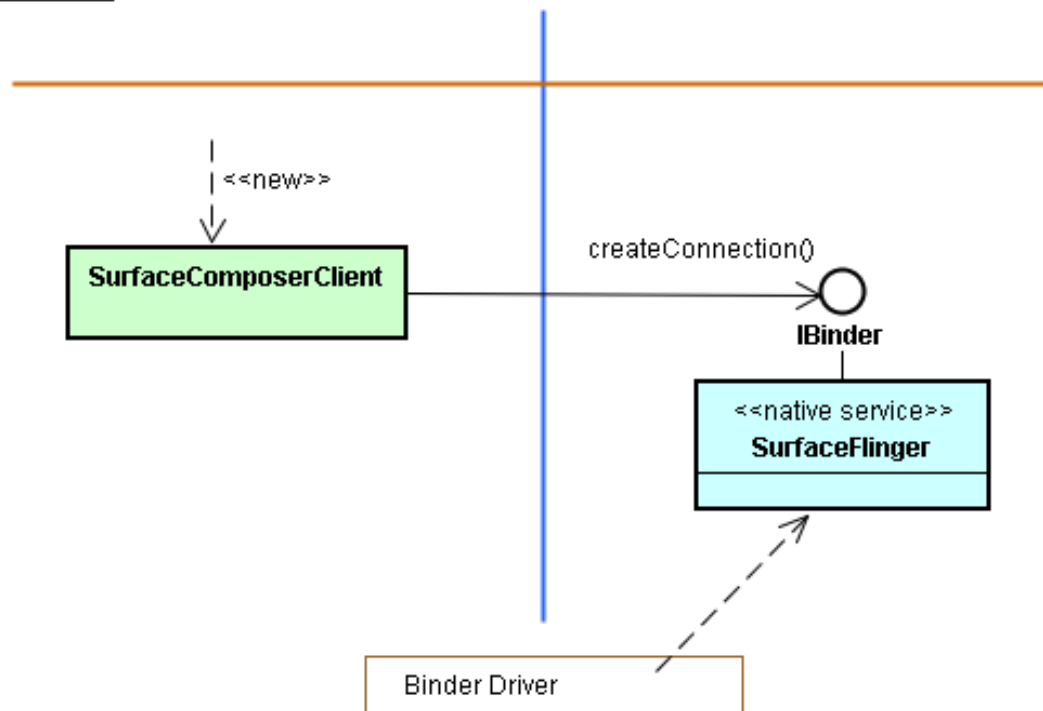 <<new>>
SurfaceComposerClient
createConnection()
IBinder
<<native service>>
SurfaceFlinger
Binder Driver